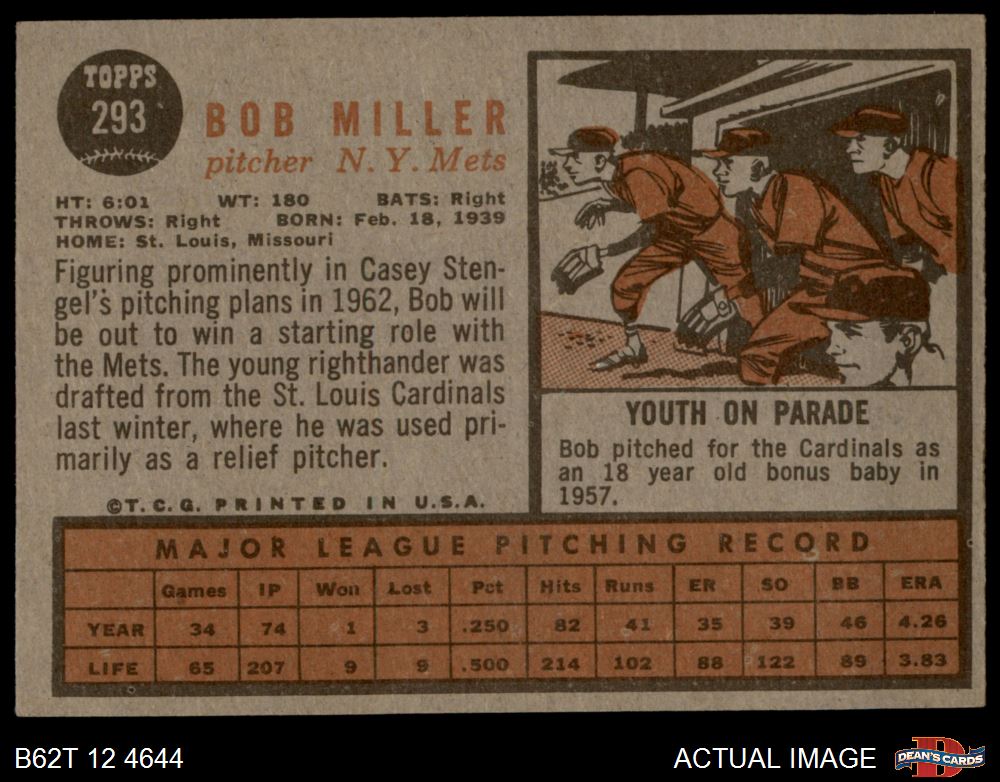 TOPPS
293
BOB MILLER
pitcher N. Y. Mets
HT: 6:01 WT: 180 BATS: Right
THROWS: Right BORN: Feb. 18, 1939
HOME: St. Louis, Missouri
Figuring prominently in Casey Sten-
gel's pitching plans in 1962, Bob will
be out to win a starting role with
the Mets. The young righthander was
drafted from the St. Louis Cardinals
last winter, where he was used pri-
marily as a relief pitcher.
©T. C. G. PRINTED IN U.S.A.
YOUTH ON PARADE
Bob pitched for the Cardinals as
an 18 year old bonus baby in
1957.
MAJOR LEAGUE PITCHING RECORD
Games IP Won Lost Pct Hits Runs ER SO BB ERA
YEAR 34 74 1 3 .250 82 41 35 39 46 4.26
LIFE 65 207 9 9 .500 214 102 88 122 89 3.83
B62T 12 4644
ACTUAL IMAGE
D
DEAN'S CARDS